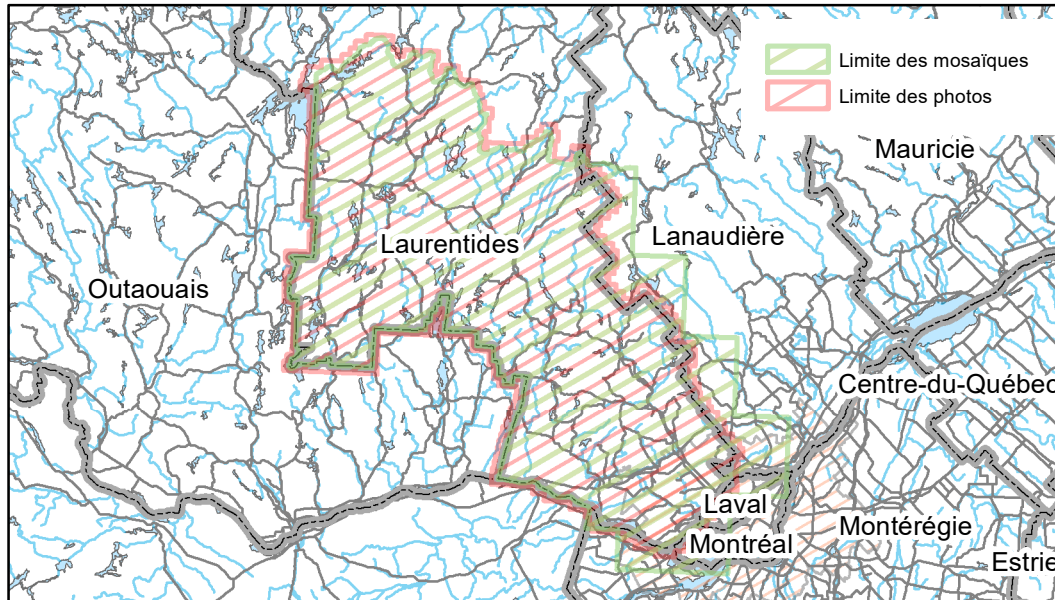 Limite des mosaïques
Limite des photos
Mauricie
Lanaudière
Laurentides
Outaouais
Centre-du-Québec
Laval
Montérégie
Montréal
Estrie